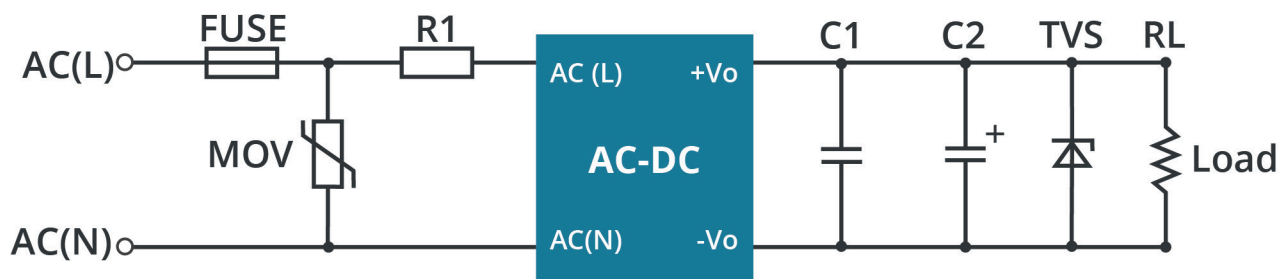 FUSE
R1
C1
C2
TVS
RL
AC(L)
AC (L)
+Vo
+
MOV
AC-DC
Load
AC(N)
AC(N)
-Vo